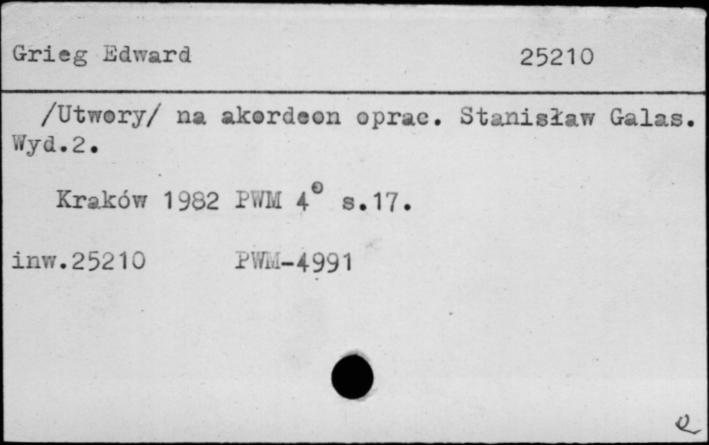 Grieg Edward 25210
/Utwory/ na akordeon oprac. Stanisław Galas.
Wyd.2.
Kraków 1982 PWM 4° s.17.
inw.25210 PWM-4991